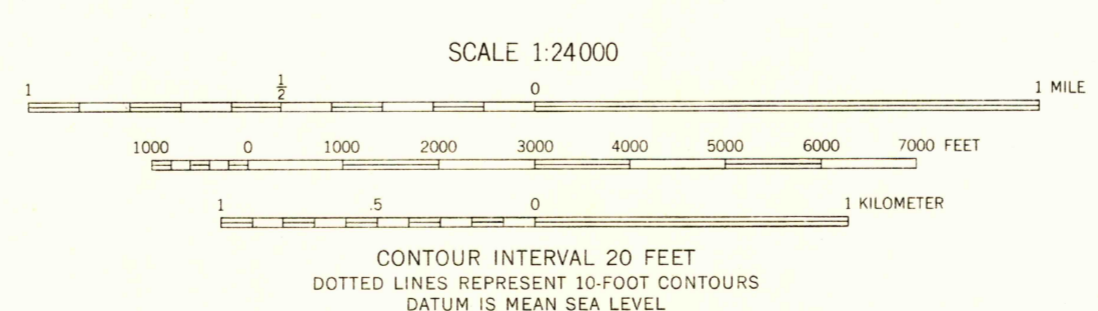 SCALE 1:24000
1 1/2 0 1 MILE
1000 0 1000 2000 3000 4000 5000 6000 7000 FEET
1 .5 0 1 KILOMETER
CONTOUR INTERVAL 20 FEET
DOTTED LINES REPRESENT 10-FOOT CONTOURS
DATUM IS MEAN SEA LEVEL